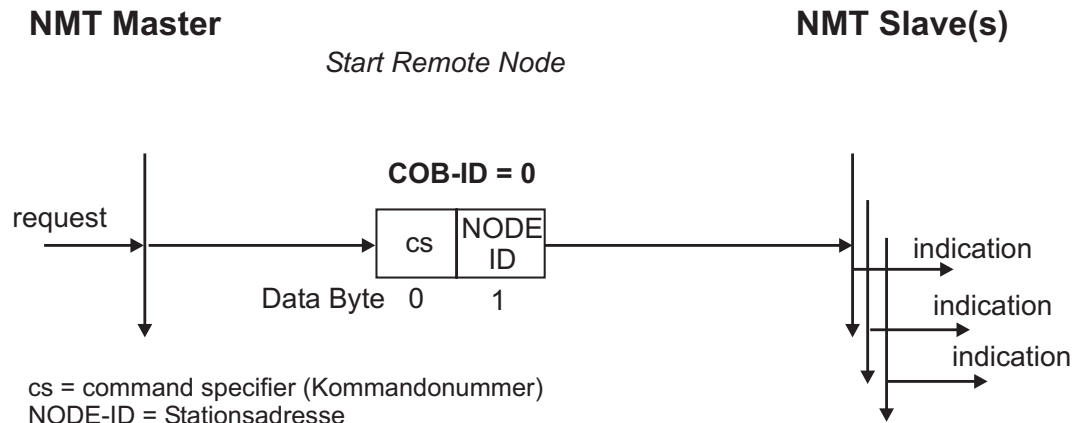 NMT Master
NMT Slave(s)
Start Remote Node
COB-ID = 0
request
cs
NODE
ID
indication
Data Byte 0 1
indication
indication
cs = command specifier (Kommandonummer)
NODE-ID = Stationsadresse